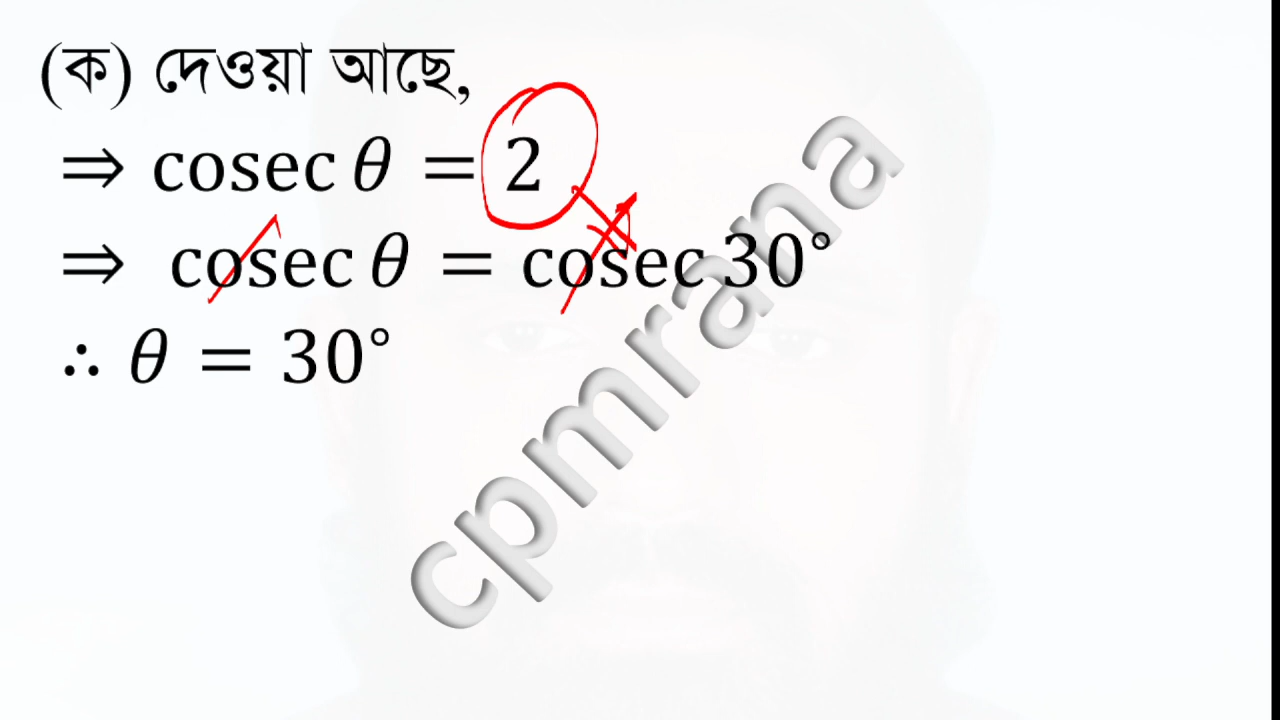 (ক) দেওয়া আছে,
⇒ cosec θ = 2
⇒ cosec θ = cosec 30°
∴ θ = 30°
cpmrana